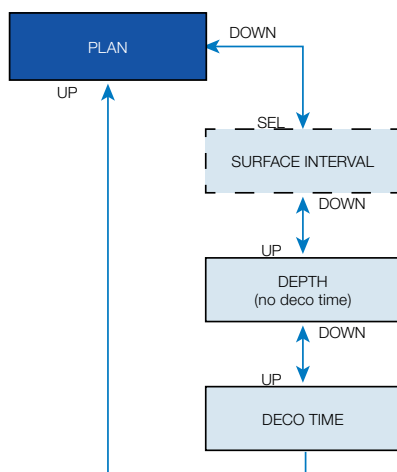 PLAN
DOWN
UP
SEL
SURFACE INTERVAL
DOWN
UP
DEPTH
(no deco time)
DOWN
UP
DECO TIME